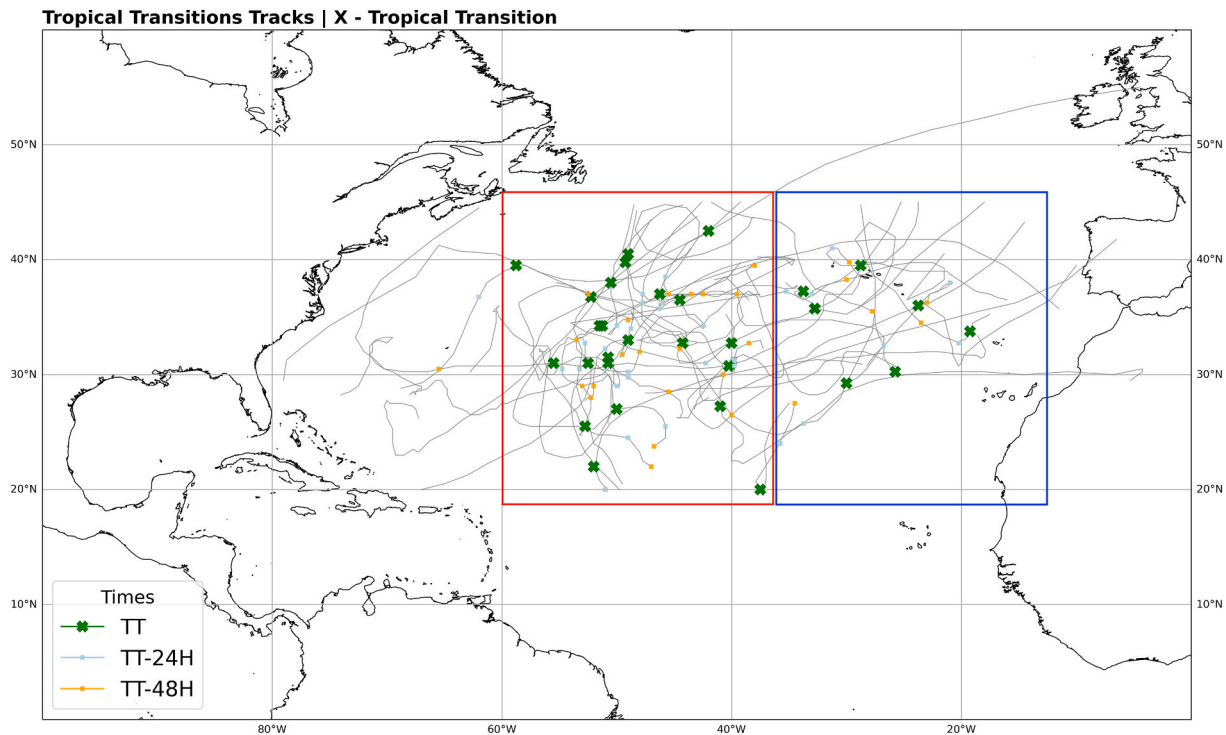 Tropical Transitions Tracks | X - Tropical Transition
50°N 50°N
40°N 40°N
30°N 30°N
20°N 20°N
10°N 10°N
Times
TT
TT-24H
TT-48H
80°W 60°W 40°W 20°W